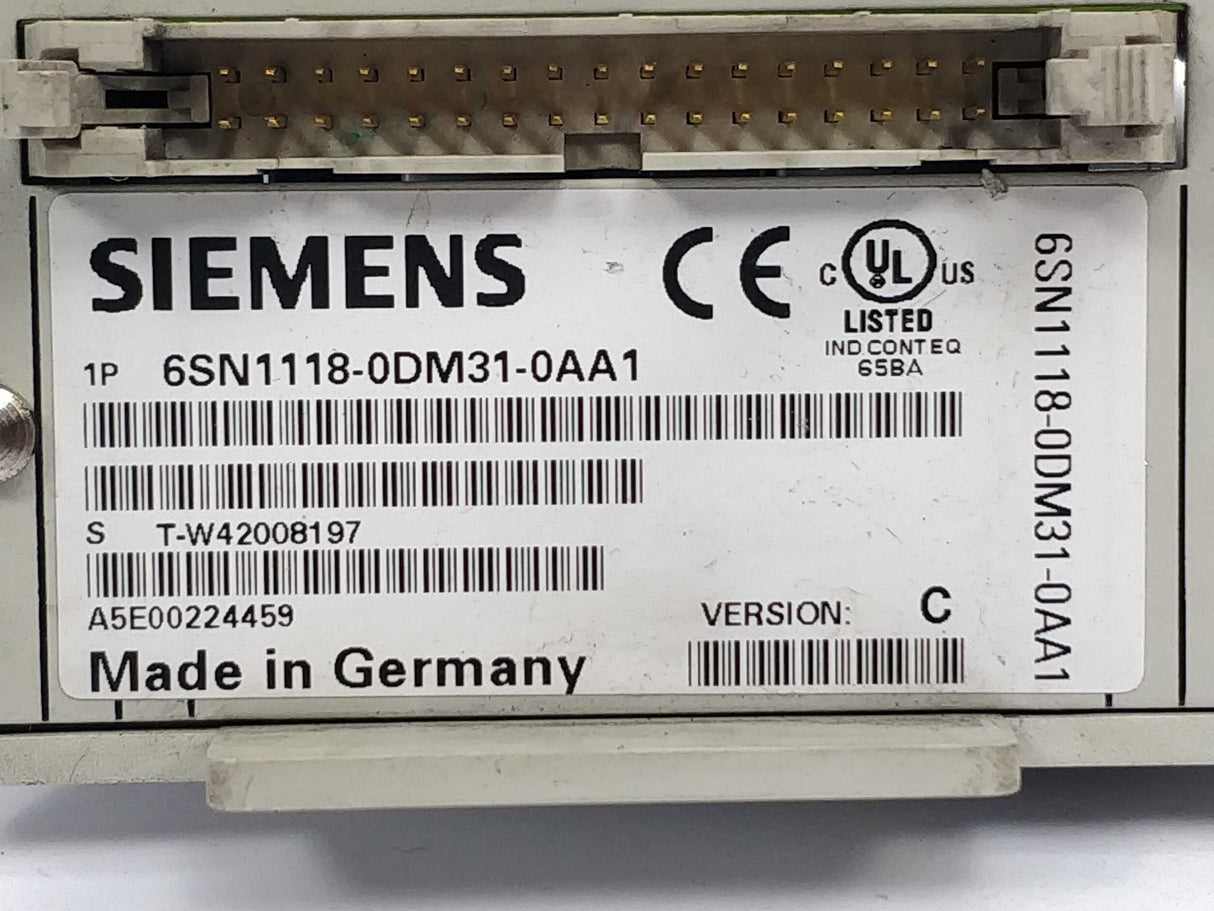 SIEMENS
CE
C UL US
LISTED
IND.CONT.EQ
65BA
1P 6SN1118-0DM31-0AA1
S T-W42008197
A5E00224459
VERSION: C
Made in Germany
6SN1118-0DM31-0AA1